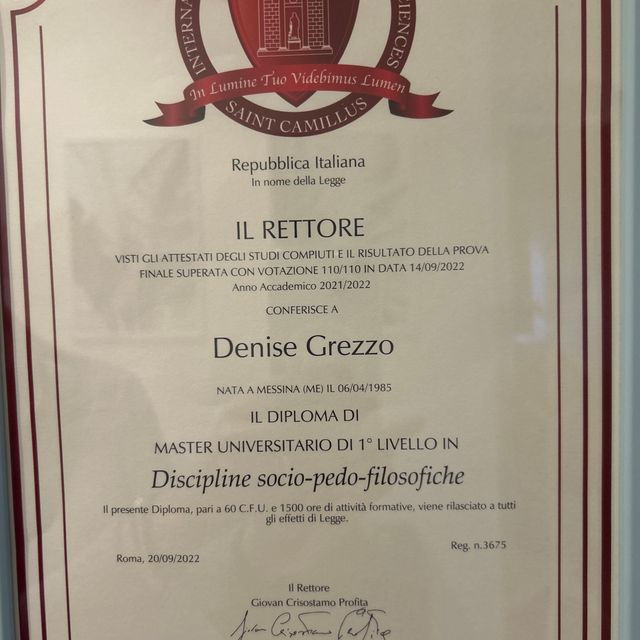 INTERNA
ENCES
In Lumine Tuo Videbimus Lumen
SAINT CAMILLUS
Repubblica Italiana
In nome della Legge
IL RETTORE
VISTI GLI ATTESTATI DEGLI STUDI COMPIUTI E IL RISULTATO DELLA PROVA
FINALE SUPERATA CON VOTAZIONE 110/110 IN DATA 14/09/2022
Anno Accademico 2021/2022
CONFERISCE A
Denise Grezzo
NATA A MESSINA (ME) IL 06/04/1985
IL DIPLOMA DI
MASTER UNIVERSITARIO DI 1° LIVELLO IN
Discipline socio-pedo-filosofiche
Il presente Diploma, pari a 60 C.F.U. e 1500 ore di attività formative, viene rilasciato a tutti
gli effetti di Legge.
Reg. n.3675
Roma, 20/09/2022
Il Rettore
Giovan Crisostamo Profita